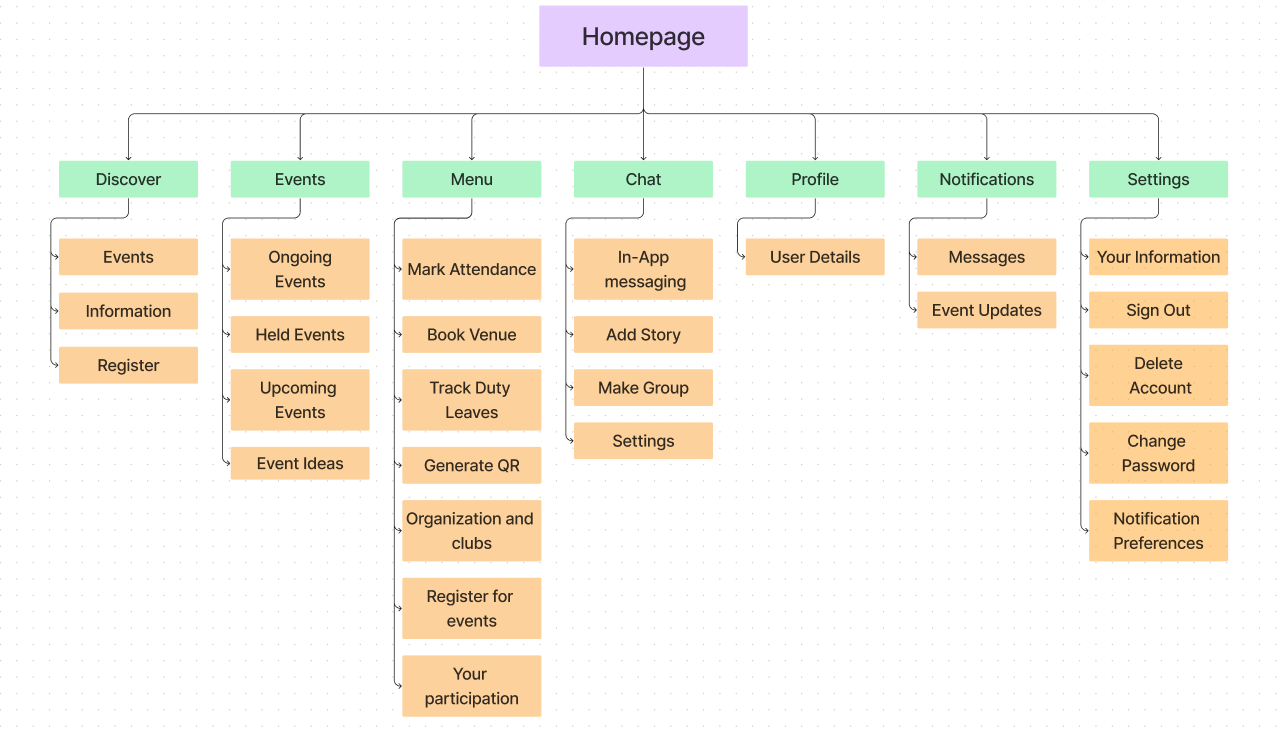 Homepage
Discover
Events
Menu
Chat
Profile
Notifications
Settings
Events
Information
Register
Ongoing
Events
Held Events
Upcoming
Events
Event Ideas
Mark Attendance
Book Venue
Track Duty
Leaves
Generate QR
Organization and
clubs
Register for
events
Your
participation
In-App
messaging
Add Story
Make Group
Settings
User Details
Messages
Event Updates
Your Information
Sign Out
Delete
Account
Change
Password
Notification
Preferences